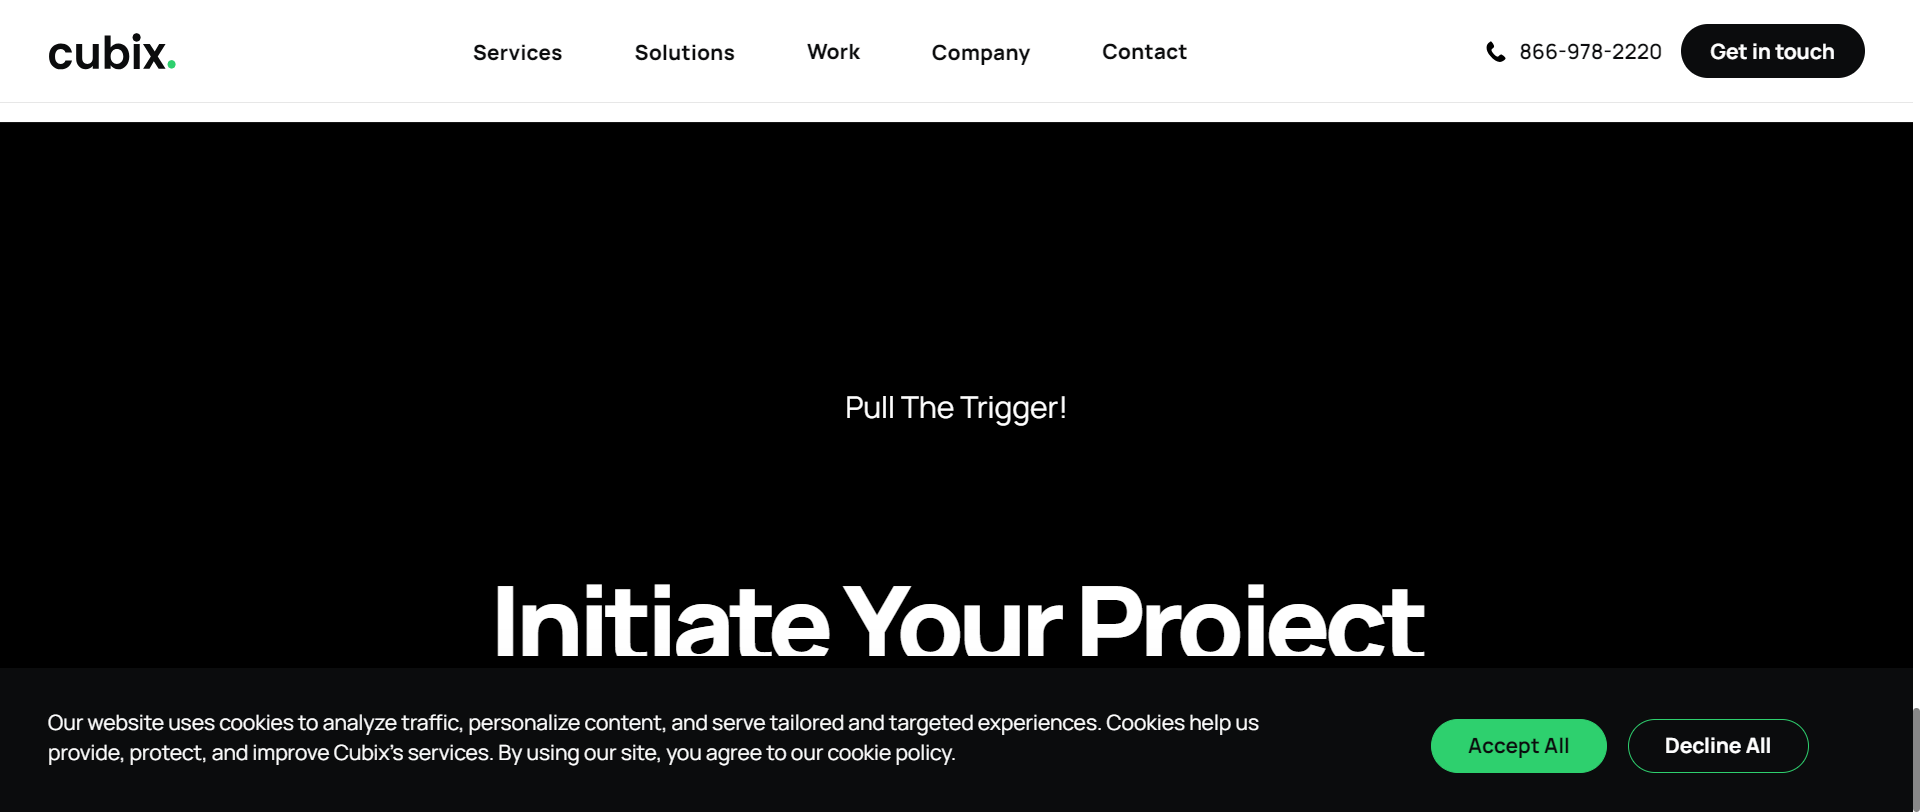 cubix.
Services
Solutions
Work
Company
Contact
866-978-2220
Get in touch
Pull The Trigger!
Initiate Your Project
Our website uses cookies to analyze traffic, personalize content, and serve tailored and targeted experiences. Cookies help us
provide, protect, and improve Cubix's services. By using our site, you agree to our cookie policy.
Accept All
Decline All